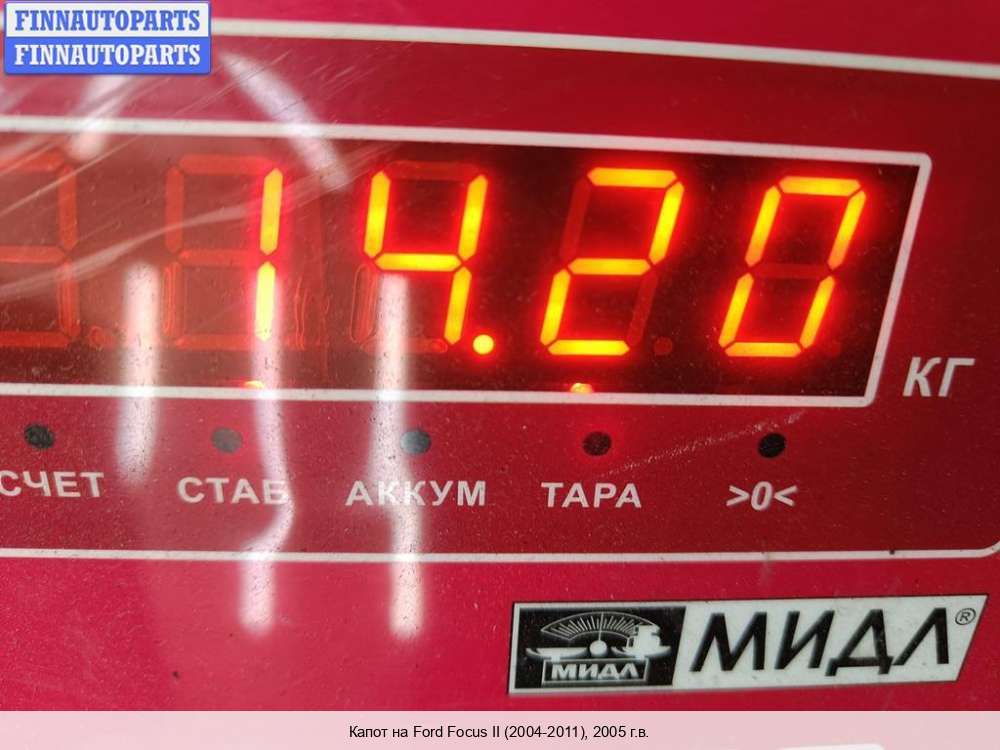 FINNAUTOPARTS
FINNAUTOPARTS
14.20
КГ
СЧЕТ СТАБ АККУМ ТАРА >0<
МИДЛ МИДЛ®
Капот на Ford Focus II (2004-2011), 2005 г.в.